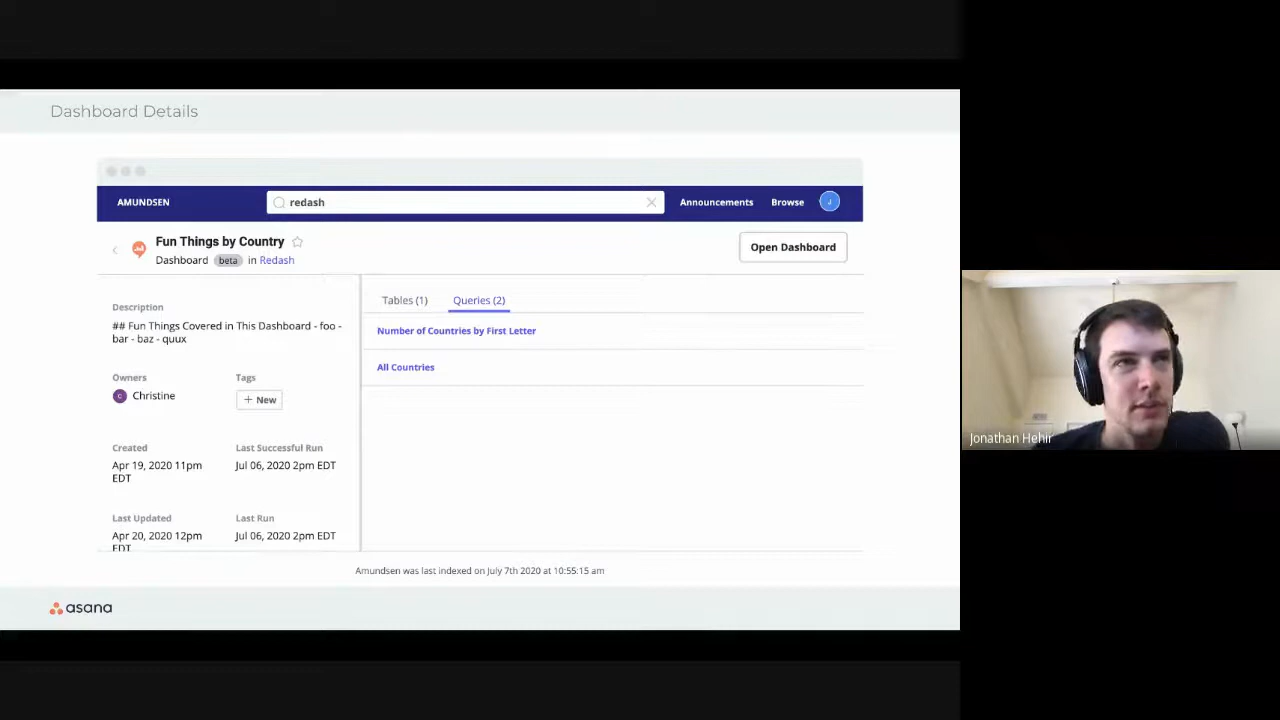 Dashboard Details
AMUNDSEN
redash
Announcements
Browse
J
Fun Things by Country
Dashboard beta in Redash
Open Dashboard
Description
## Fun Things Covered in This Dashboard - foo -
bar - baz - quux
Owners
C Christine
Tags
+ New
Created
Apr 19, 2020 11pm
EDT
Last Successful Run
Jul 06, 2020 2pm EDT
Last Updated
Apr 20, 2020 12pm
EDT
Last Run
Jul 06, 2020 2pm EDT
Tables (1)
Queries (2)
Number of Countries by First Letter
All Countries
Amundsen was last indexed on July 7th 2020 at 10:55:15 am
asana
Jonathan Hehir